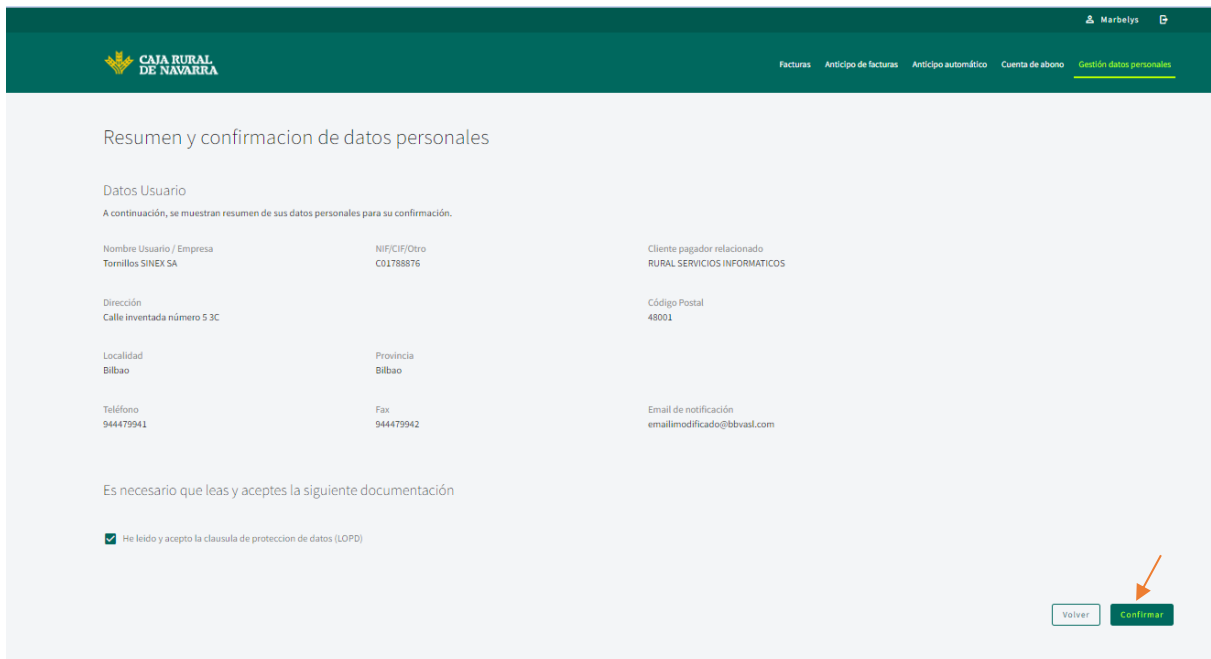 Marbelys
CAJA RURAL
DE NAVARRA
Facturas Anticipo de facturas Anticipo automático Cuenta de abono Gestión datos personales
Resumen y confirmacion de datos personales
Datos Usuario
A continuación, se muestran resumen de sus datos personales para su confirmación.
Nombre Usuario / Empresa NIF/CIF/Otro Cliente pagador relacionado
Tornillos SINEX SA C01788876 RURAL SERVICIOS INFORMATICOS
Dirección Código Postal
Calle inventada número 5 3C 48001
Localidad Provincia
Bilbao Bilbao
Teléfono Fax Email de notificación
944479941 944479942 emailimodificado@bbvasl.com
Es necesario que leas y aceptes la siguiente documentación
He leido y acepto la clausula de proteccion de datos (LOPD)
Volver Confirmar